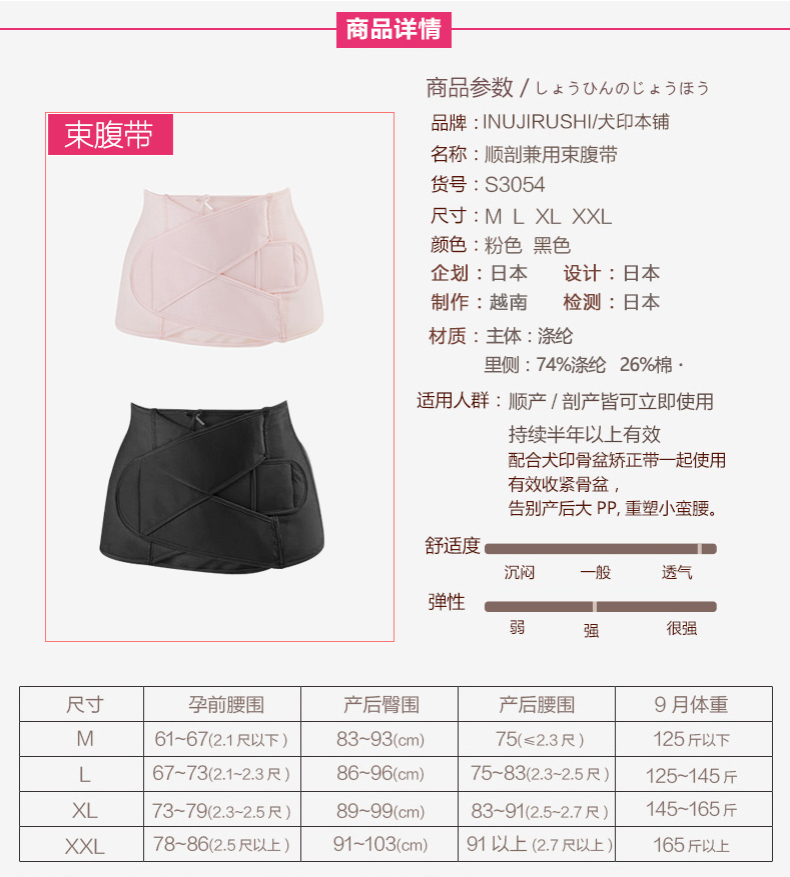 商品详情
束腹带
商品参数 / しょうひんのじょうほう
品牌：INUJIRUSHI/犬印本铺
名称：顺剖兼用束腹带
货号：S3054
尺寸：M L XL XXL
颜色：粉色 黑色
企划：日本 设计：日本
制作：越南 检测：日本
材质：主体：涤纶
里侧：74%涤纶 26%棉·
适用人群：顺产 / 剖产皆可立即使用
持续半年以上有效
配合犬印骨盆矫正带一起使用
有效收紧骨盆，
告别产后大 PP, 重塑小蛮腰。
舒适度
沉闷 一般 透气
弹性
弱 强 很强
尺寸 孕前腰围 产后臀围 产后腰围 9 月体重
M 61~67(2.1 尺以下 ) 83~93(cm) 75(≤2.3 尺 ) 125 斤以下
L 67~73(2.1~2.3 尺 ) 86~96(cm) 75~83(2.3~2.5 尺 ) 125~145 斤
XL 73~79(2.3~2.5 尺 ) 89~99(cm) 83~91(2.5~2.7 尺 ) 145~165 斤
XXL 78~86(2.5 尺以上 ) 91~103(cm) 91 以上 (2.7 尺以上 ) 165 斤以上